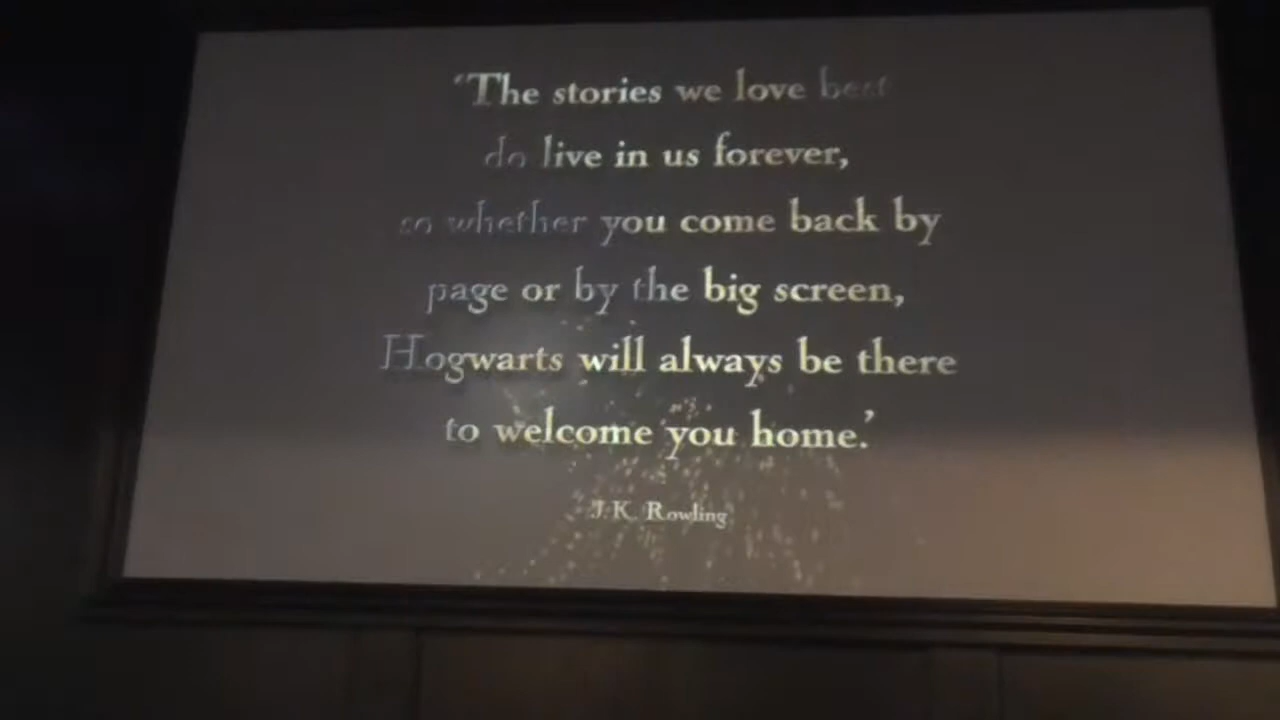 ‘The stories we love best
do live in us forever,
so whether you come back by
page or by the big screen,
Hogwarts will always be there
to welcome you home.’
J.K. Rowling